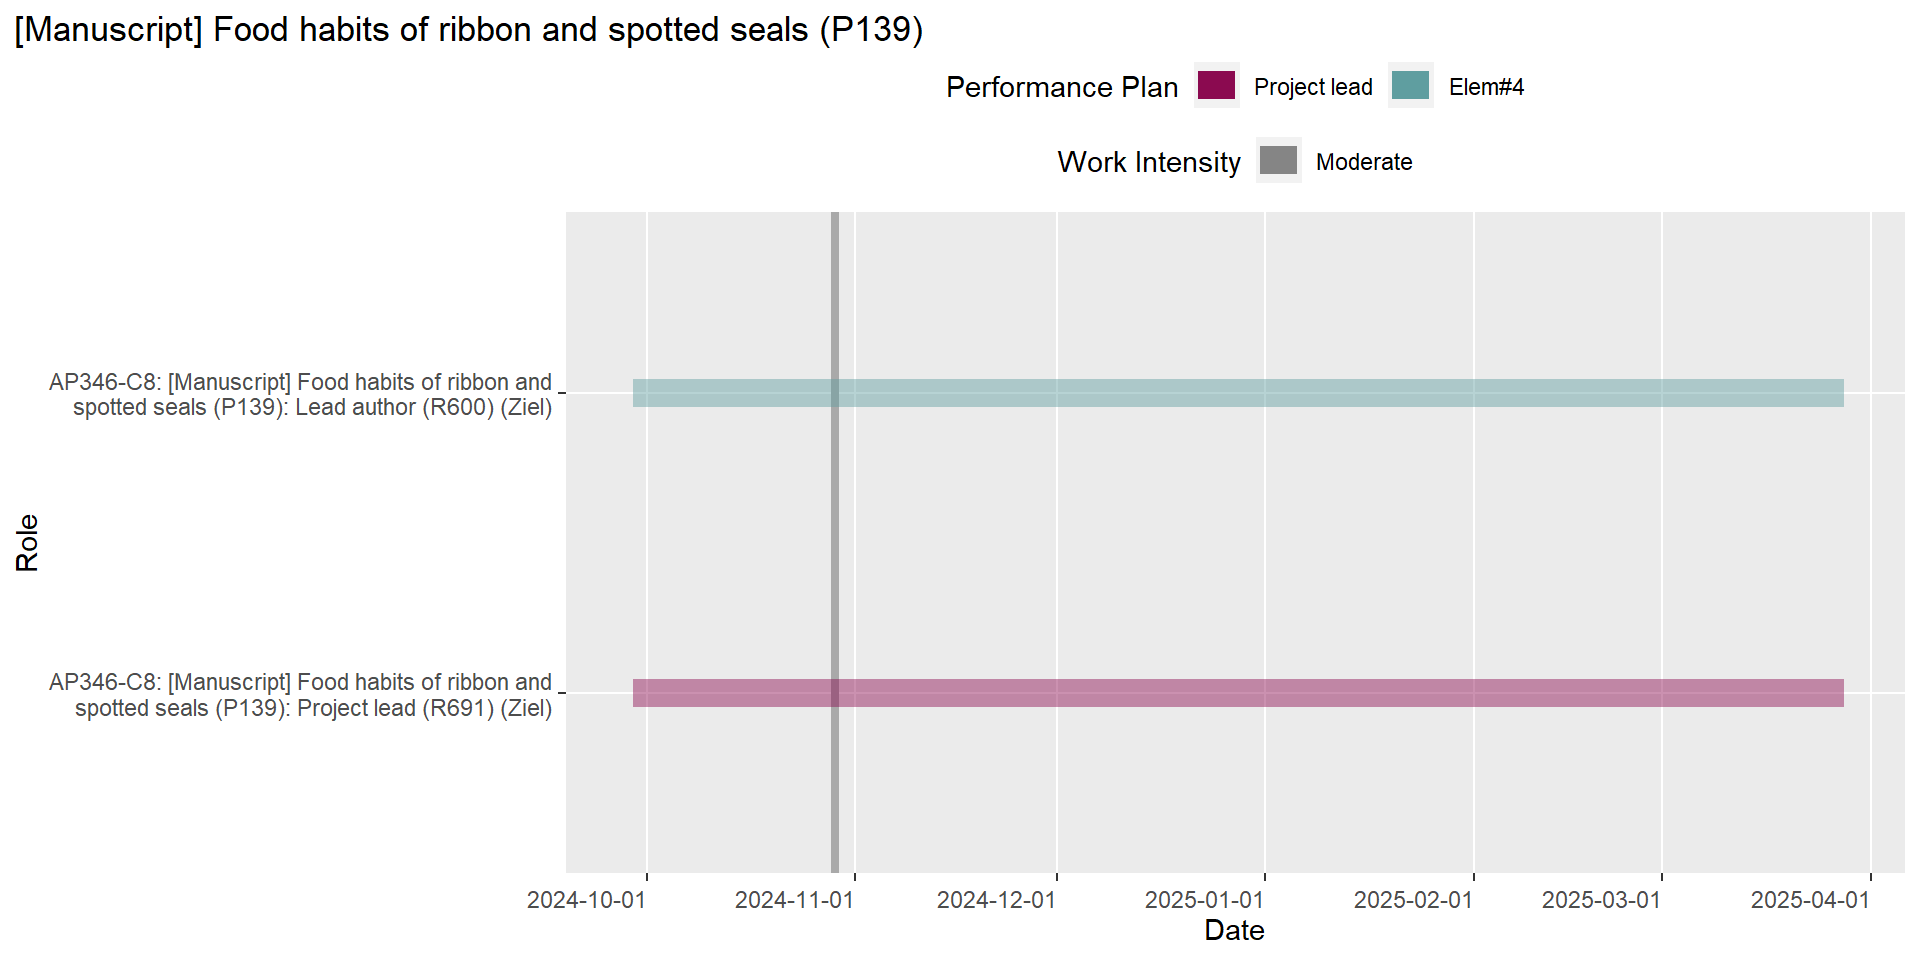 [Manuscript] Food habits of ribbon and spotted seals (P139)
Performance Plan Project lead Elem#4
Work Intensity Moderate
AP346-C8: [Manuscript] Food habits of ribbon and
spotted seals (P139): Lead author (R600) (Ziel)
Role
AP346-C8: [Manuscript] Food habits of ribbon and
spotted seals (P139): Project lead (R691) (Ziel)
2024-10-01 2024-11-01 2024-12-01 2025-01-01 2025-02-01 2025-03-01 2025-04-01
Date